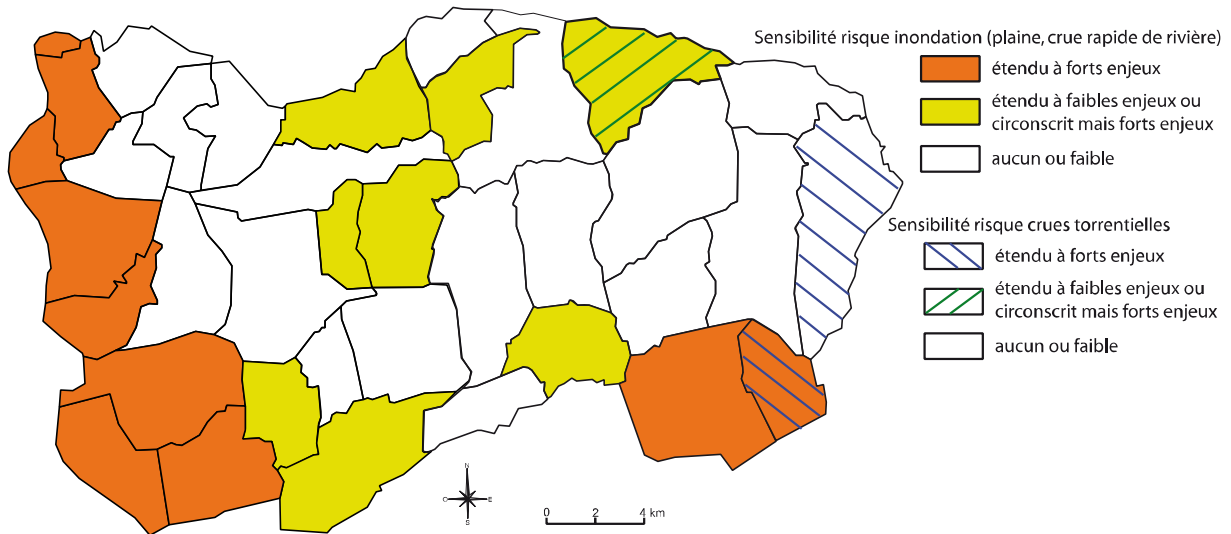 Sensibilité risque inondation (plaine, crue rapide de rivière)
étendu à forts enjeux
étendu à faibles enjeux ou
circonscrit mais forts enjeux
aucun ou faible
Sensibilité risque crues torrentielles
étendu à forts enjeux
étendu à faibles enjeux ou
circonscrit mais forts enjeux
aucun ou faible
N
O E
S
0 2 4 km